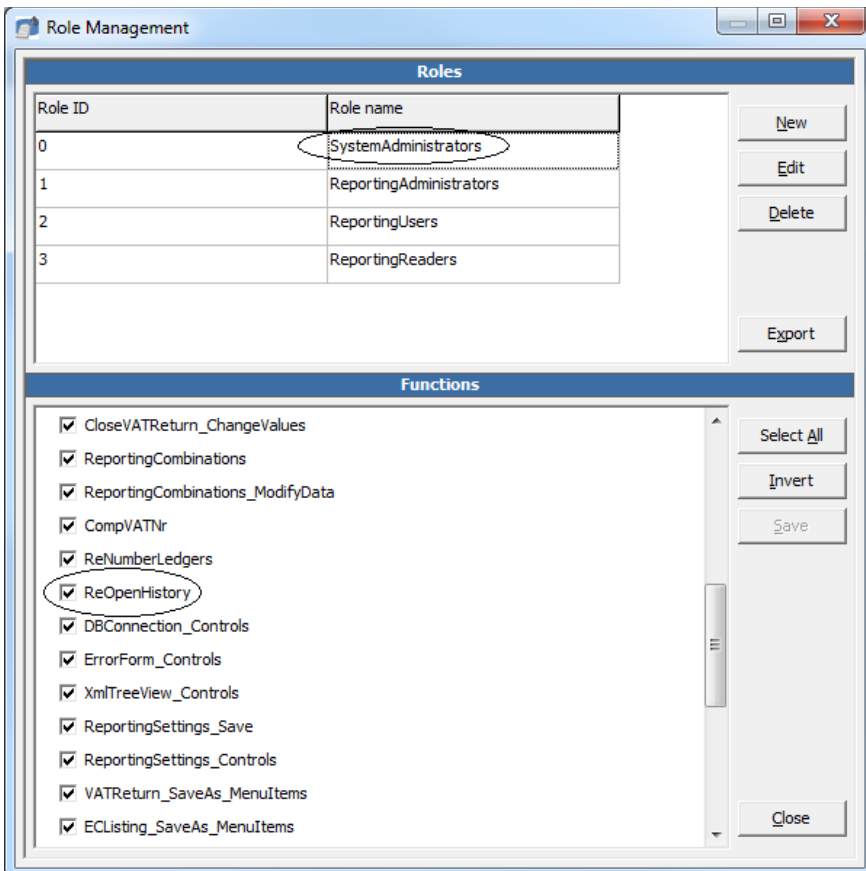 Role Management
Roles
Role ID Role name
0 SystemAdministrators
1 ReportingAdministrators
2 ReportingUsers
3 ReportingReaders
New
Edit
Delete
Export
Functions
CloseVATReturn_ChangeValues
ReportingCombinations
ReportingCombinations_ModifyData
CompVATNr
ReNumberLedgers
ReOpenHistory
DBConnection_Controls
ErrorForm_Controls
XmlTreeView_Controls
ReportingSettings_Save
ReportingSettings_Controls
VATReturn_SaveAs_MenuItems
ECListing_SaveAs_MenuItems
Select All
Invert
Save
Close